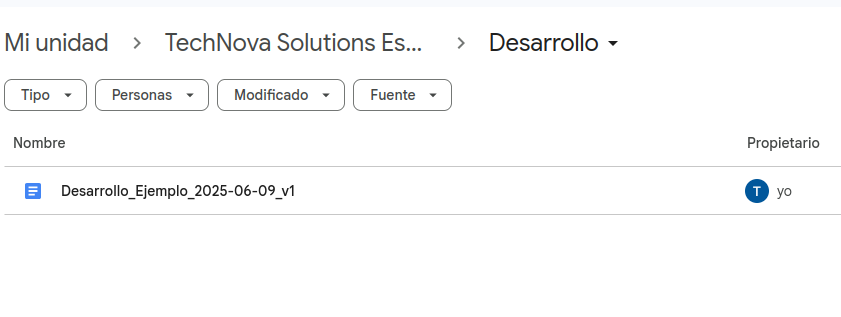 Mi unidad > TechNova Solutions Es... > Desarrollo
Tipo Personas Modificado Fuente
Nombre Propietario
Desarrollo_Ejemplo_2025-06-09_v1 T yo